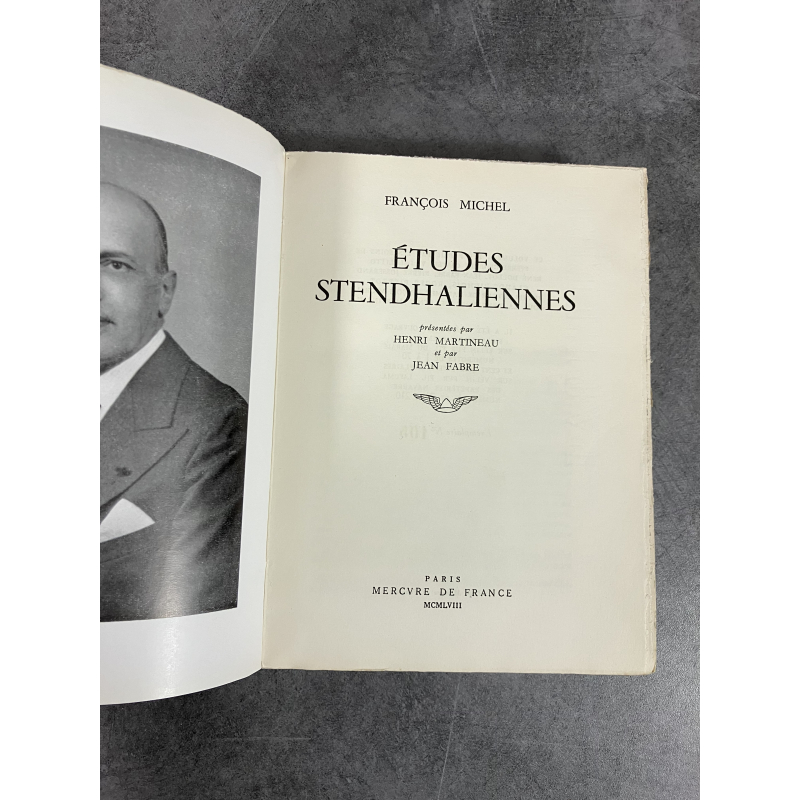 FRANÇOIS MICHEL
ÉTUDES
STENDHALIENNES
présentées par
HENRI MARTINEAU
et par
JEAN FABRE
PARIS
MERCVRE DE FRANCE
MCMLVIII